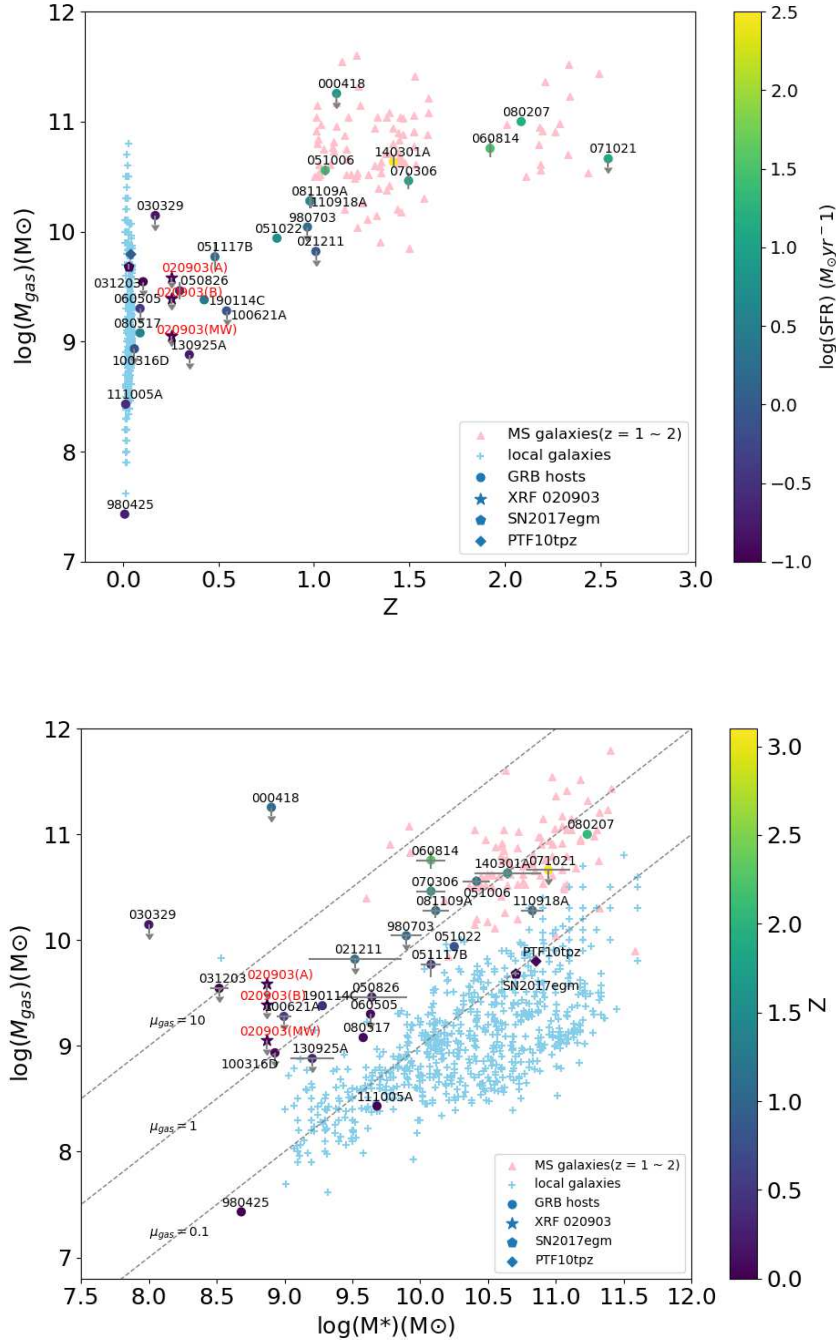 12
11
10
9
8
7
log(M_gas)(M⊙)
000418
080207
060814
071021
140301A
051006
070306
081109A
110918A
030329
980703
051022
021211
051117B
020903(A)
031203
050826
020903(B)
060505
190114C
100621A
080517
020903(MW)
130925A
100316D
111005A
980425
MS galaxies(z = 1 ~ 2)
local galaxies
GRB hosts
XRF 020903
SN2017egm
PTF10tpz
0.0 0.5 1.0 1.5 2.0 2.5 3.0
Z
2.5
2.0
1.5
1.0
0.5
0.0
−0.5
−1.0
log(SFR) (M⊙yr−1)
12
11
10
9
8
7
log(M_gas)(M⊙)
000418
080207
060814
140301A
071021
070306
051006
081109A
110918A
030329
980703
051022
021211
051117B
PTF10tpz
020903(A)
031203
SN2017egm
050826
020903(B)
190114C
100621A
060505
μ_gas = 10
020903(MW)
080517
100316D
130925A
111005A
μ_gas = 1
980425
μ_gas = 0.1
MS galaxies(z = 1 ~ 2)
local galaxies
GRB hosts
XRF 020903
SN2017egm
PTF10tpz
7.5 8.0 8.5 9.0 9.5 10.0 10.5 11.0 11.5 12.0
log(M*)(M⊙)
3.0
2.5
2.0
1.5
1.0
0.5
0.0
Z